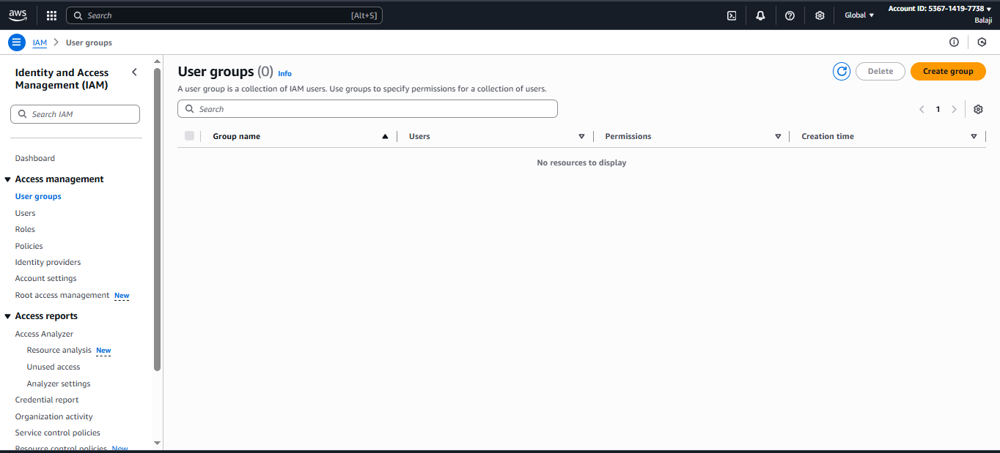 aws
Search [Alt+S]
Global
Account ID: 5367-1419-7738
Balaji
IAM
User groups
Identity and Access
Management (IAM)
Search IAM
Dashboard
Access management
User groups
Users
Roles
Policies
Identity providers
Account settings
Root access management New
Access reports
Access Analyzer
Resource analysis New
Unused access
Analyzer settings
Credential report
Organization activity
Service control policies
Resource control policies New
User groups (0) Info
Delete
Create group
A user group is a collection of IAM users. Use groups to specify permissions for a collection of users.
Search
1
Group name Users Permissions Creation time
No resources to display